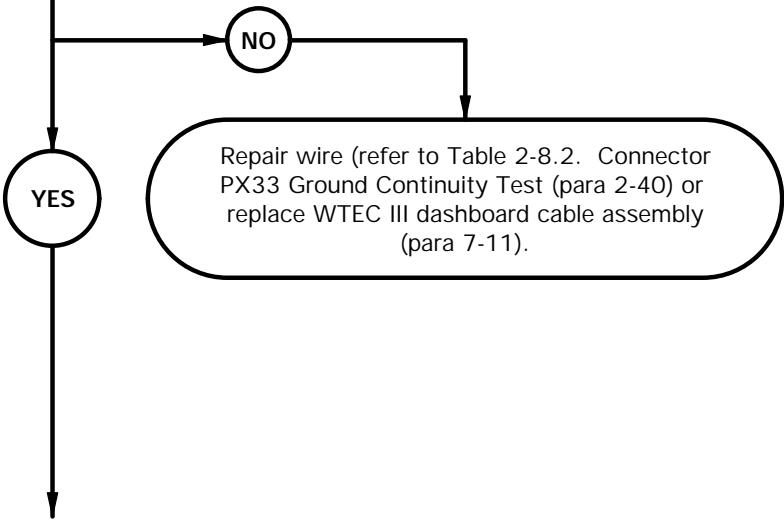 NO
YES
Repair wire (refer to Table 2-8.2. Connector
PX33 Ground Continuity Test (para 2-40) or
replace WTEC III dashboard cable assembly
(para 7-11).